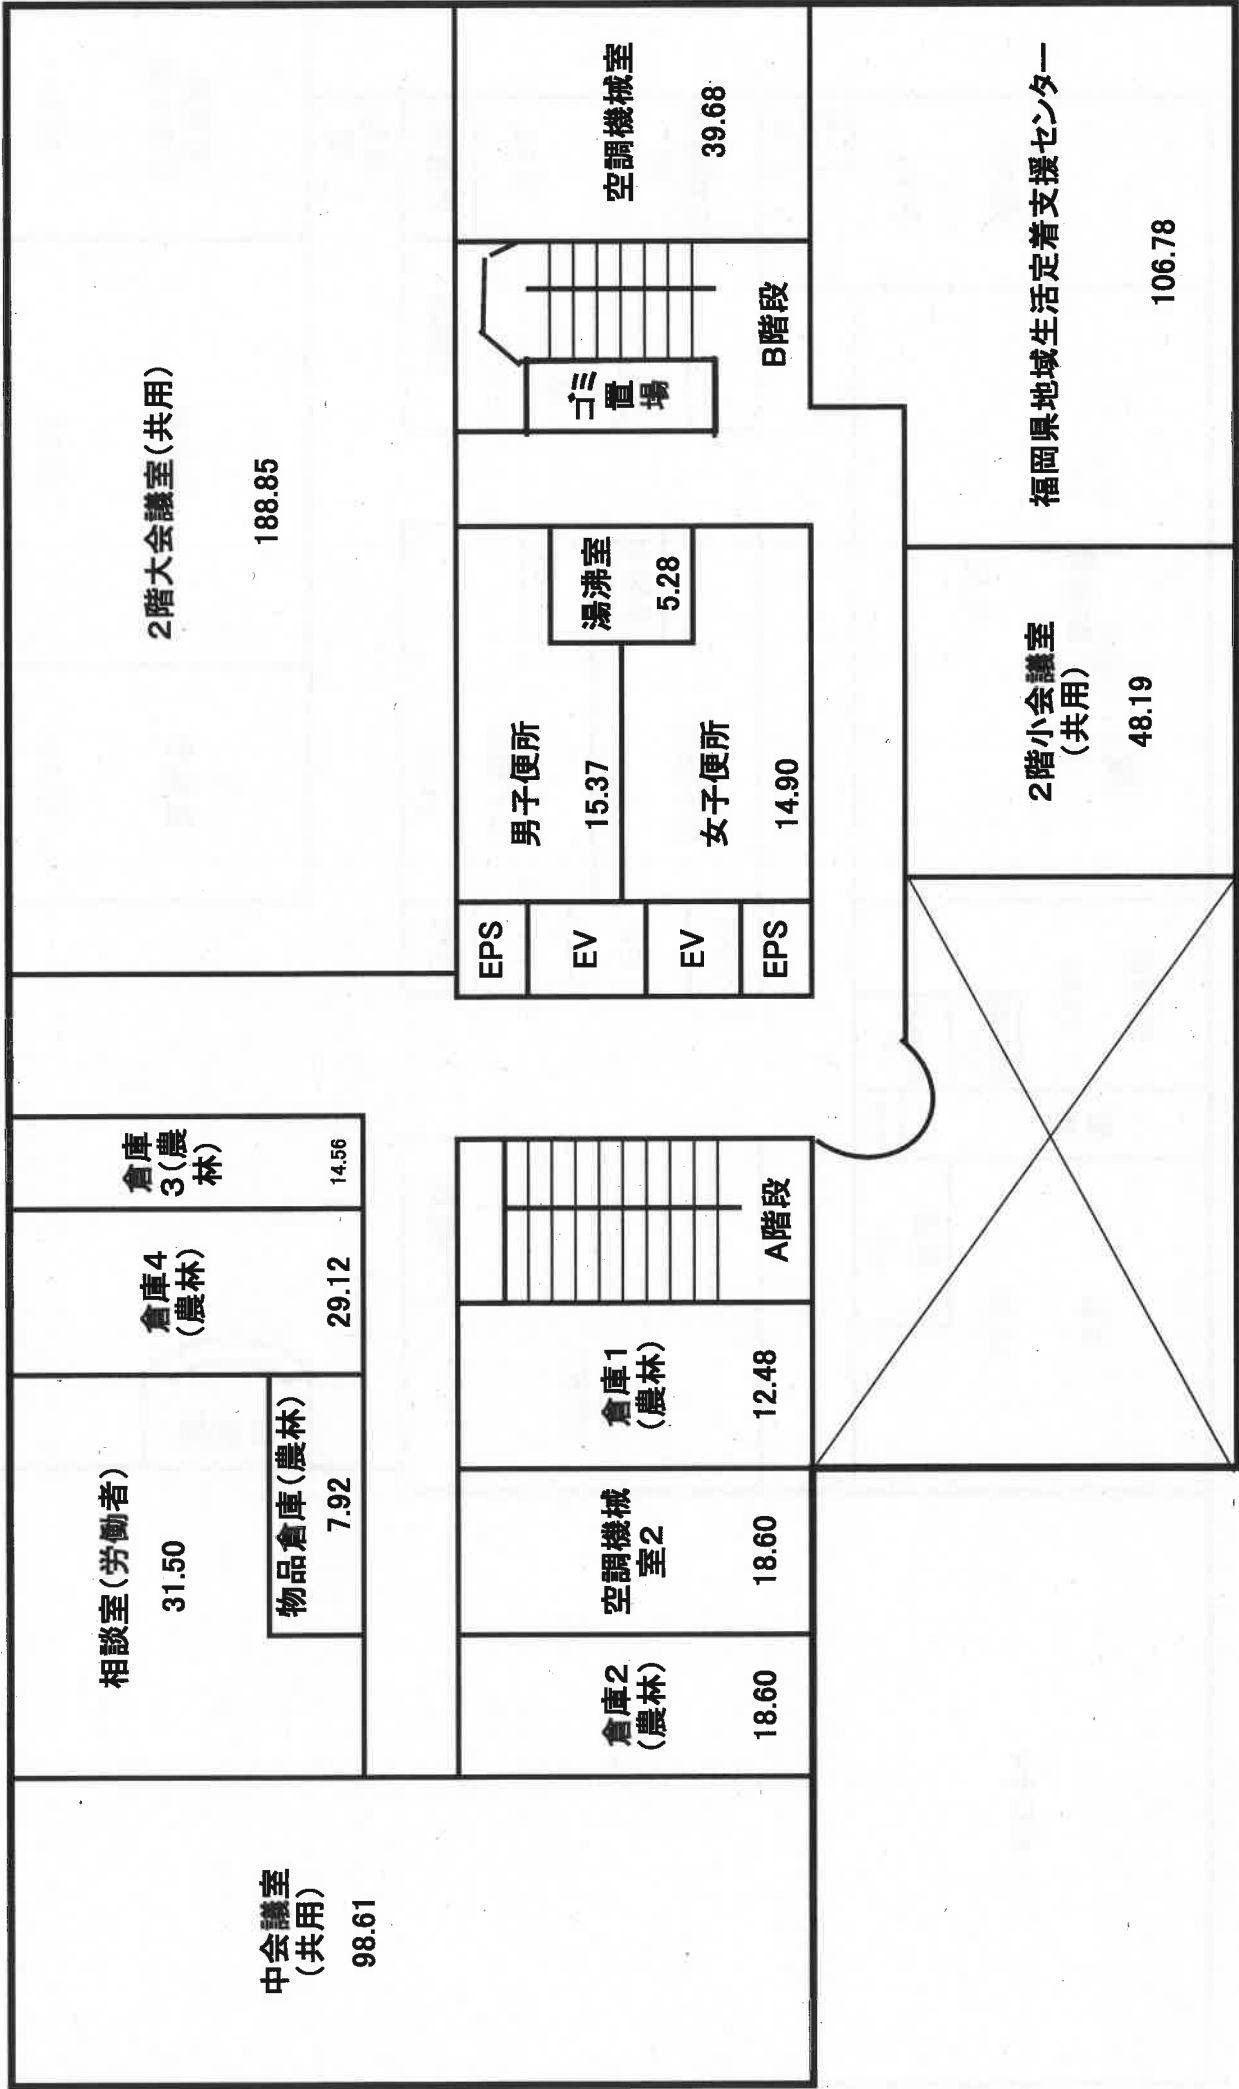 中会議室
(共用)
98.61
相談室(労働者)
31.50
物品倉庫(農林)
7.92
倉庫4
(農林)
29.12
倉庫
3(農
林)
14.56
2階大会議室(共用)
188.85
倉庫2
(農林)
18.60
空調機械
室2
18.60
倉庫1
(農林)
12.48
A階段
EPS
EV
EV
EPS
男子便所
15.37
女子便所
14.90
湯沸室
5.28
ゴミ
置
場
B階段
空調機械室
39.68
2階小会議室
(共用)
48.19
福岡県地域生活定着支援センター
106.78